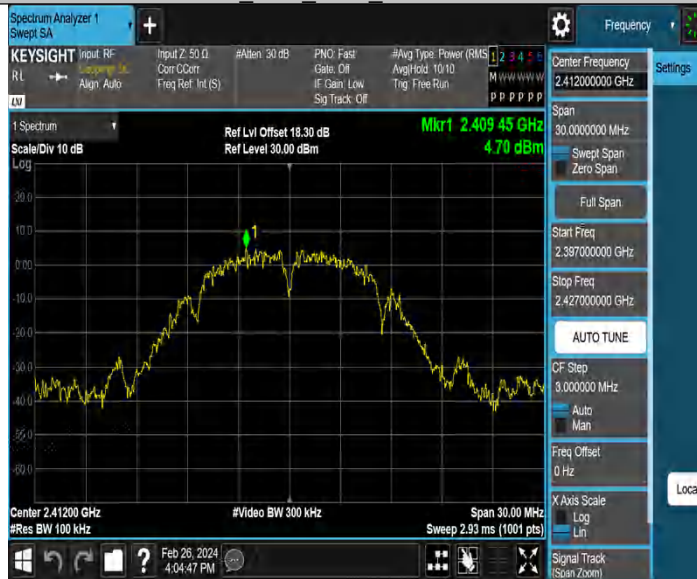 Spectrum Analyzer 1
Swept SA
Frequency
KEYSIGHT
Input: RF
Input Z: 50 Ω
#Atten: 30 dB
PNO: Fast
#Avg Type: Power (RMS
1 2 3 4 5 6
RL
Coupling: DC
Corr CCorr
Gate: Off
Avg|Hold: 10/10
M W W W W W
Align: Auto
Freq Ref: Int (S)
IF Gain: Low
Trig: Free Run
Sig Track: Off
P P P P P P
LXI
1 Spectrum
Ref Lvl Offset 18.30 dB
Mkr1 2.409 45 GHz
Scale/Div 10 dB
Ref Level 30.00 dBm
4.70 dBm
Log
20.0
10.0
1
0.00
-10.0
-20.0
-30.0
-40.0
-50.0
-60.0
Center 2.41200 GHz
#Video BW 300 kHz
Span 30.00 MHz
#Res BW 100 kHz
Sweep 2.93 ms (1001 pts)
?
Feb 26, 2024
4:04:47 PM
Center Frequency
2.412000000 GHz
Settings
Span
30.0000000 MHz
Swept Span
Zero Span
Full Span
Start Freq
2.397000000 GHz
Stop Freq
2.427000000 GHz
AUTO TUNE
CF Step
3.000000 MHz
Auto
Man
Freq Offset
0 Hz
Loca
X Axis Scale
Log
Lin
Signal Track
(Span Zoom)